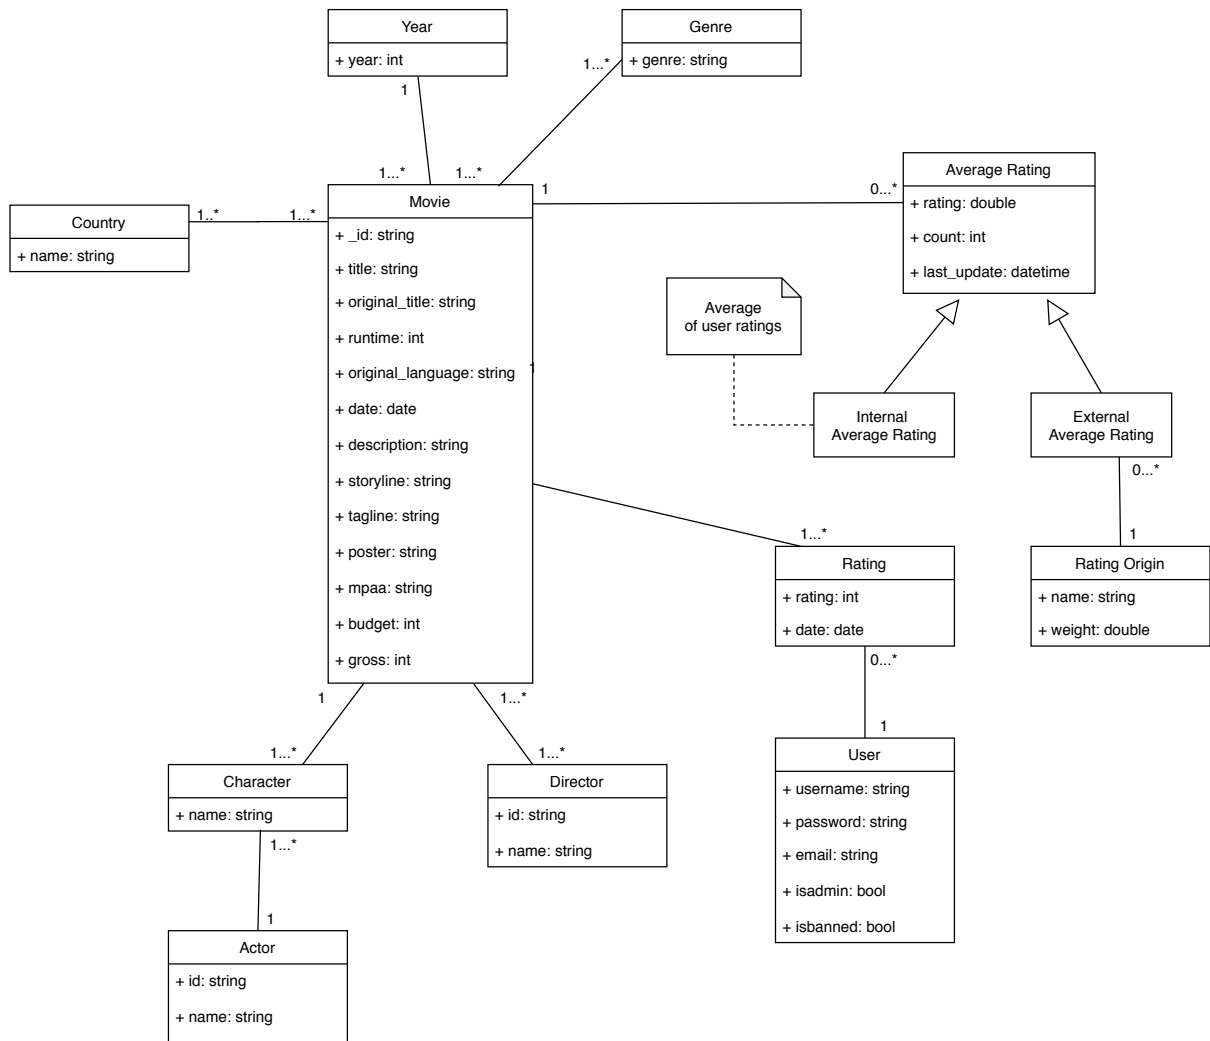 Year
+ year: int
Genre
+ genre: string
1
1...*
1...*
1...*
Country
+ name: string
1..*
1...*
Movie
+ _id: string
+ title: string
+ original_title: string
+ runtime: int
+ original_language: string
+ date: date
+ description: string
+ storyline: string
+ tagline: string
+ poster: string
+ mpaa: string
+ budget: int
+ gross: int
1
0...*
Average Rating
+ rating: double
+ count: int
+ last_update: datetime
Average
of user ratings
1
Internal
Average Rating
External
Average Rating
0...*
1
Rating Origin
+ name: string
+ weight: double
1...*
Rating
+ rating: int
+ date: date
0...*
1
User
+ username: string
+ password: string
+ email: string
+ isadmin: bool
+ isbanned: bool
1
1...*
1...*
1...*
Character
+ name: string
Director
+ id: string
+ name: string
1...*
1
Actor
+ id: string
+ name: string